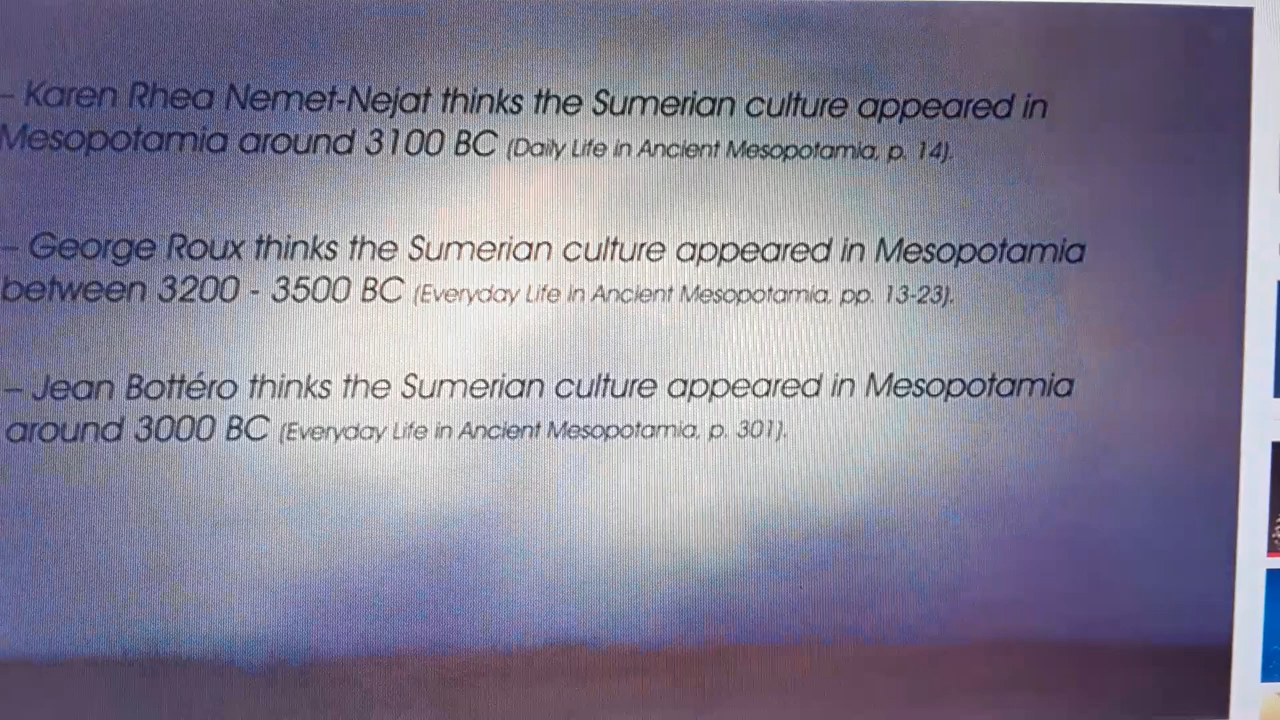 – Karen Rhea Nemet-Nejat thinks the Sumerian culture appeared in
Mesopotamia around 3100 BC (Daily Life in Ancient Mesopotamia, p. 14).
– George Roux thinks the Sumerian culture appeared in Mesopotamia
between 3200 - 3500 BC (Everyday Life in Ancient Mesopotamia, pp. 13-23).
– Jean Bottéro thinks the Sumerian culture appeared in Mesopotamia
around 3000 BC (Everyday Life in Ancient Mesopotamia, p. 301).